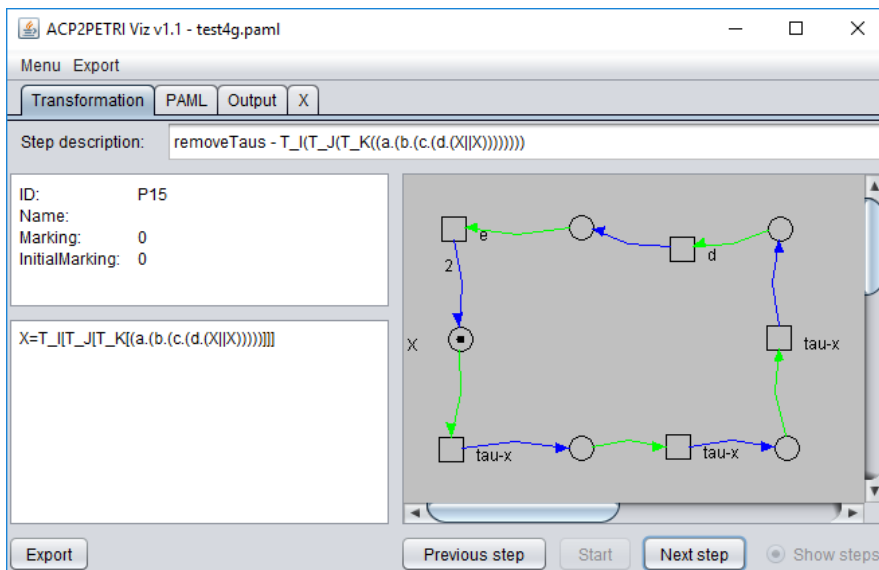 ACP2PETRI Viz v1.1 - test4g.paml
Menu Export
Transformation PAML Output X
Step description: removeTaus - T_I(T_J(T_K((a.(b.(c.(d.(X||X))))))))
ID: P15
Name:
Marking: 0
InitialMarking: 0
X=T_I[T_J[T_K[(a.(b.(c.(d.(X||X)))))]]]
e
d
2
X
tau-x
tau-x
tau-x
Export Previous step Start Next step Show steps